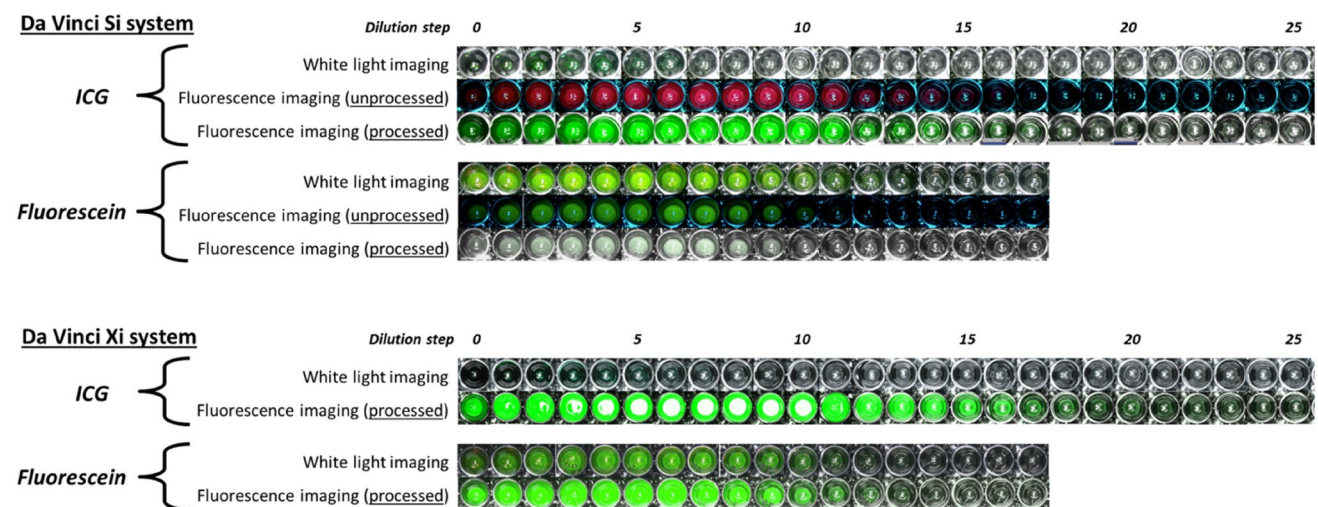 Da Vinci Si system
Dilution step 0 5 10 15 20 25
White light imaging
ICG
Fluorescence imaging (unprocessed)
Fluorescence imaging (processed)
White light imaging
Fluorescein
Fluorescence imaging (unprocessed)
Fluorescence imaging (processed)
Da Vinci Xi system
Dilution step 0 5 10 15 20 25
ICG
White light imaging
Fluorescence imaging (processed)
White light imaging
Fluorescein
Fluorescence imaging (processed)